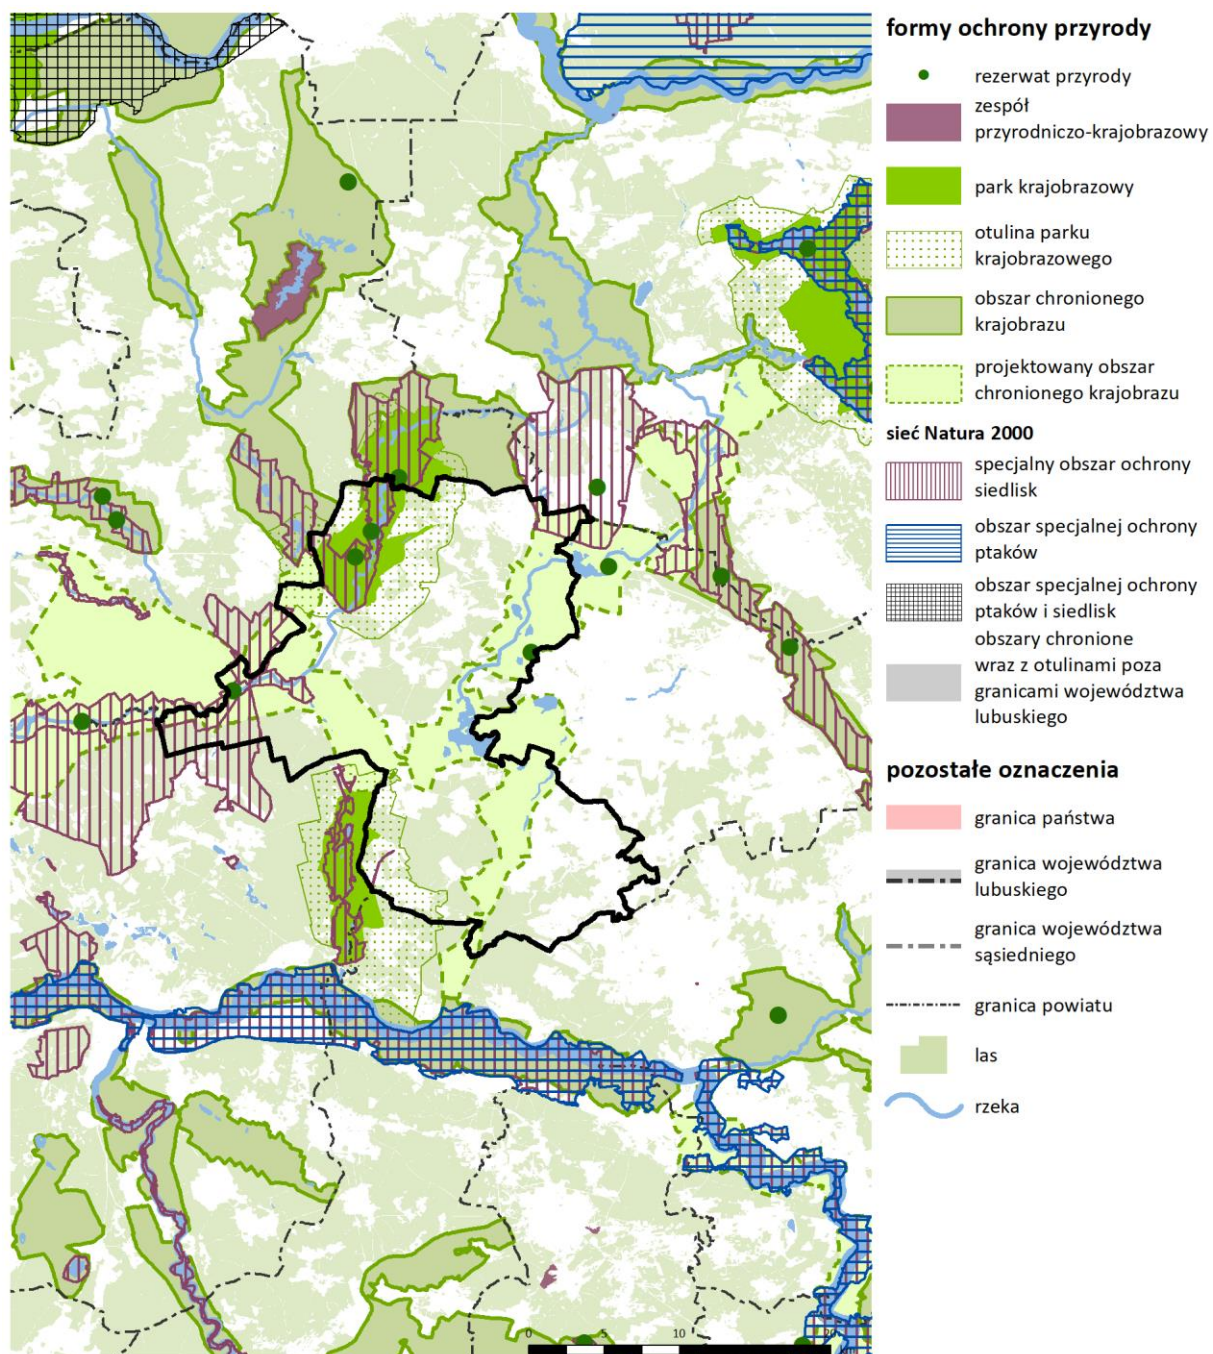 formy ochrony przyrody
rezerwat przyrody
zespół
przyrodniczo-krajobrazowy
park krajobrazowy
otulina parku
krajobrazowego
obszar chronionego
krajobrazu
projektowany obszar
chronionego krajobrazu
sieć Natura 2000
specjalny obszar ochrony
siedlisk
obszar specjalnej ochrony
ptaków
obszar specjalnej ochrony
ptaków i siedlisk
obszary chronione
wraz z otulinami poza
granicami województwa
lubuskiego
pozostałe oznaczenia
granica państwa
granica województwa
lubuskiego
granica województwa
sąsiedniego
granica powiatu
las
rzeka
0 5 10 20